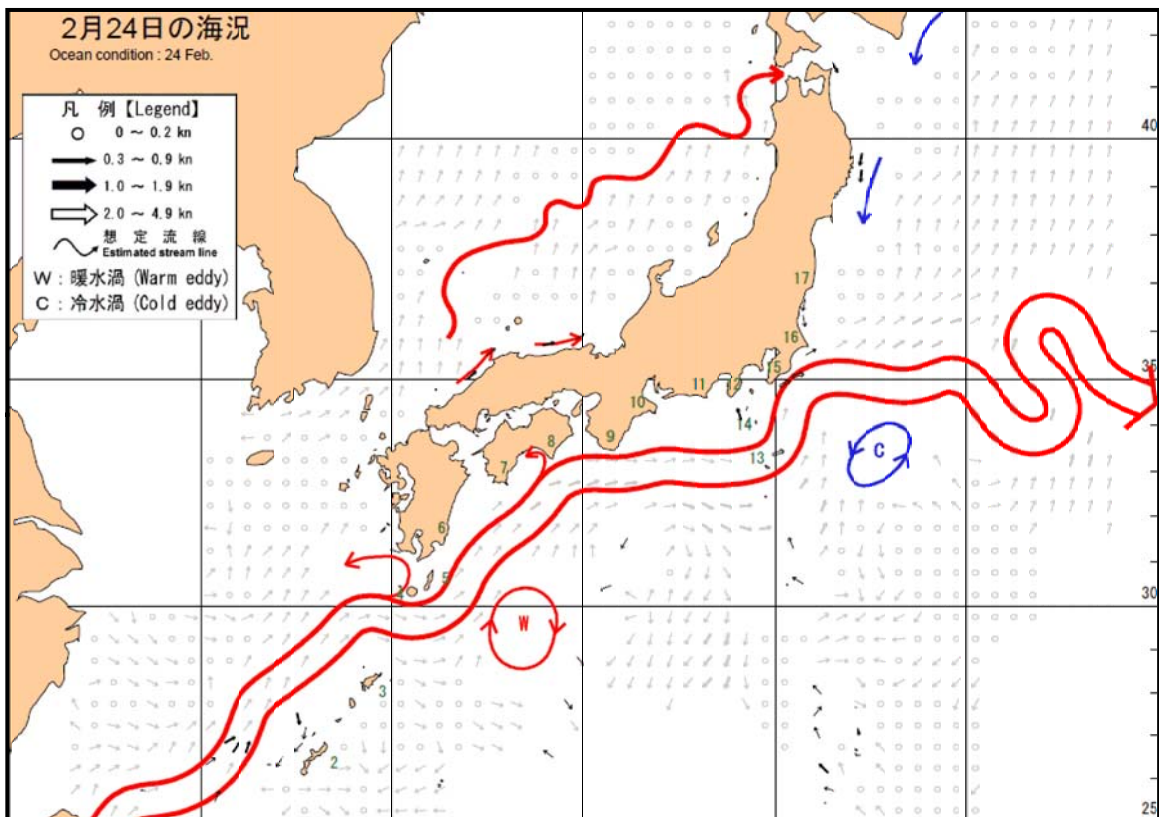 2月24日の海況
Ocean condition : 24 Feb.
凡 例【Legend】
0 ～ 0.2 kn
0.3 ～ 0.9 kn
1.0 ～ 1.9 kn
2.0 ～ 4.9 kn
想 定 流 線
Estimated stream line
W : 暖水渦 (Warm eddy)
C : 冷水渦 (Cold eddy)
40
17
16
35
15
12
11
10
14
9
8
C
13
7
6
5
4
30
W
3
2
25